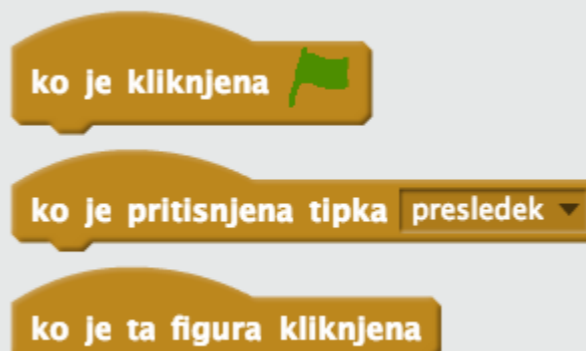 ko je kliknjena
ko je pritisnjena tipka presledek
ko je ta figura kliknjena